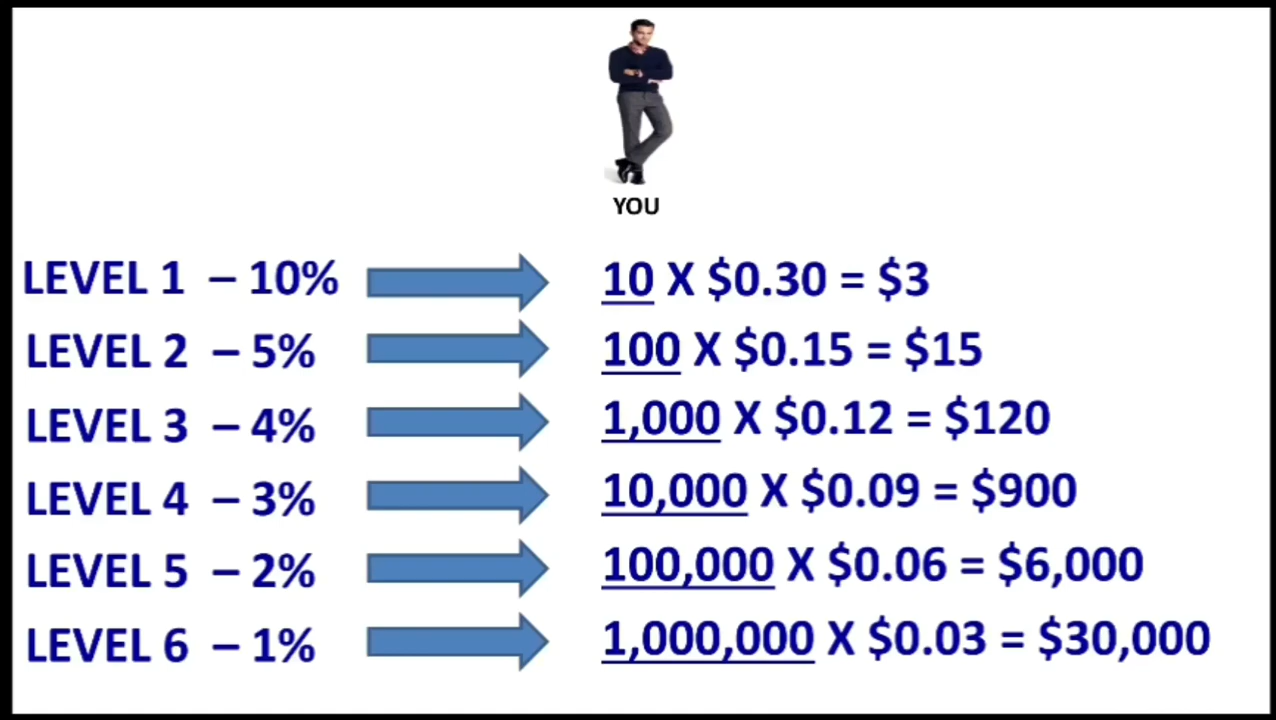 YOU
LEVEL 1 – 10% 10 X $0.30 = $3
LEVEL 2 – 5% 100 X $0.15 = $15
LEVEL 3 – 4% 1,000 X $0.12 = $120
LEVEL 4 – 3% 10,000 X $0.09 = $900
LEVEL 5 – 2% 100,000 X $0.06 = $6,000
LEVEL 6 – 1% 1,000,000 X $0.03 = $30,000